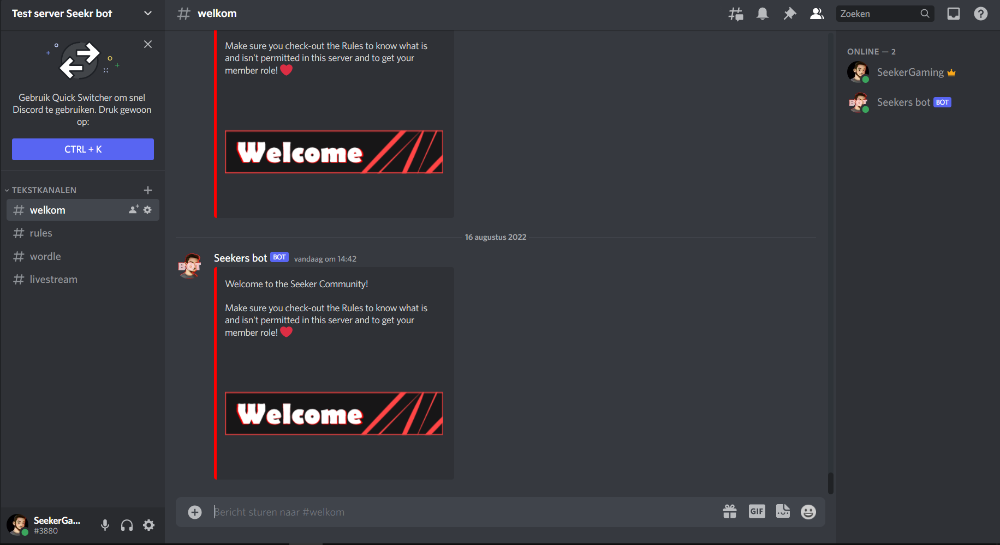 Test server Seekr bot
welkom
Zoeken
Gebruik Quick Switcher om snel
Discord te gebruiken. Druk gewoon
op:
CTRL + K
TEKSTKANALEN
welkom
rules
wordle
livestream
SeekerGa...
#3880
Make sure you check-out the Rules to know what is
and isn't permitted in this server and to get your
member role! ❤️
Welcome
16 augustus 2022
BOT
Seekers bot BOT vandaag om 14:42
Welcome to the Seeker Community!
Make sure you check-out the Rules to know what is
and isn't permitted in this server and to get your
member role! ❤️
Welcome
Bericht sturen naar #welkom
GIF
ONLINE — 2
SeekerGaming
BOT
Seekers bot BOT